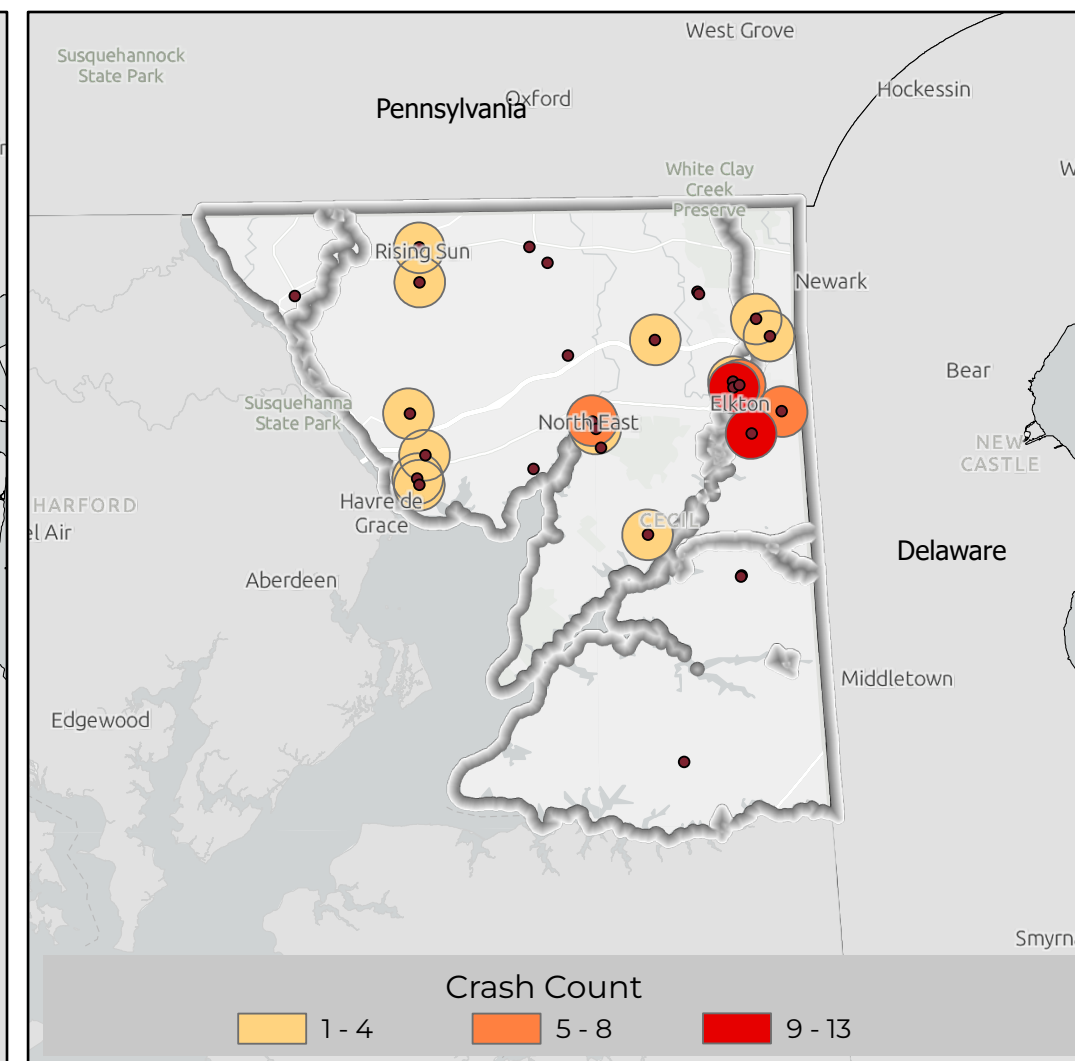 West Grove
Susquehannock
State Park
Hockessin
Oxford
Pennsylvania
White Clay
Creek
Preserve
Rising Sun
Newark
Bear
Susquehanna
State Park
Elkton
North East
NEW
CASTLE
HARFORD
Havre de
Grace
CECIL
el Air
Delaware
Aberdeen
Middletown
Edgewood
Smyrn
Crash Count
1 - 4
5 - 8
9 - 13